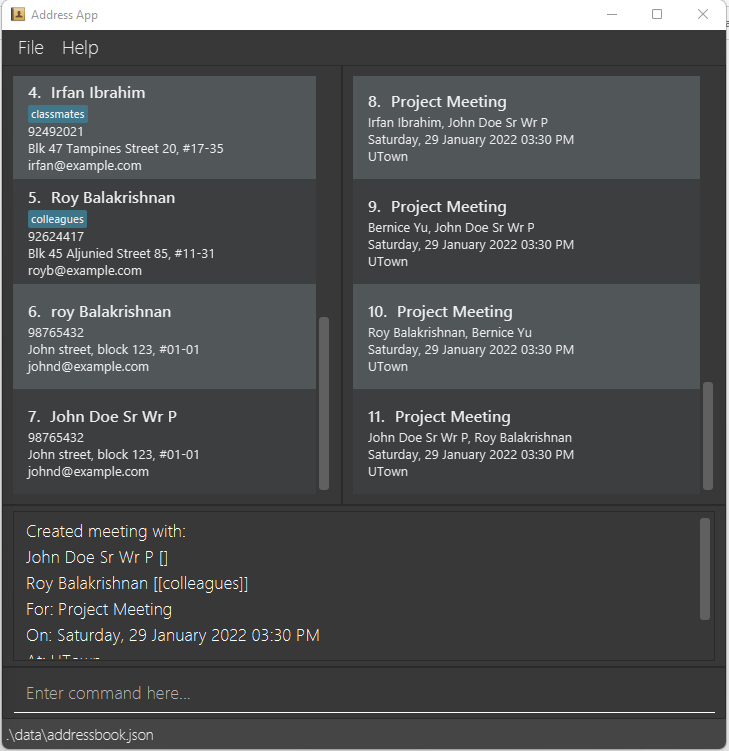 Address App
File Help
4. Irfan Ibrahim
classmates
92492021
Blk 47 Tampines Street 20, #17-35
irfan@example.com
5. Roy Balakrishnan
colleagues
92624417
Blk 45 Aljunied Street 85, #11-31
royb@example.com
6. roy Balakrishnan
98765432
John street, block 123, #01-01
johnd@example.com
7. John Doe Sr Wr P
98765432
John street, block 123, #01-01
johnd@example.com
8. Project Meeting
Irfan Ibrahim, John Doe Sr Wr P
Saturday, 29 January 2022 03:30 PM
UTown
9. Project Meeting
Bernice Yu, John Doe Sr Wr P
Saturday, 29 January 2022 03:30 PM
UTown
10. Project Meeting
Roy Balakrishnan, Bernice Yu
Saturday, 29 January 2022 03:30 PM
UTown
11. Project Meeting
John Doe Sr Wr P, Roy Balakrishnan
Saturday, 29 January 2022 03:30 PM
UTown
Created meeting with:
John Doe Sr Wr P []
Roy Balakrishnan [[colleagues]]
For: Project Meeting
On: Saturday, 29 January 2022 03:30 PM
At: UTown
Enter command here...
.\data\addressbook.json